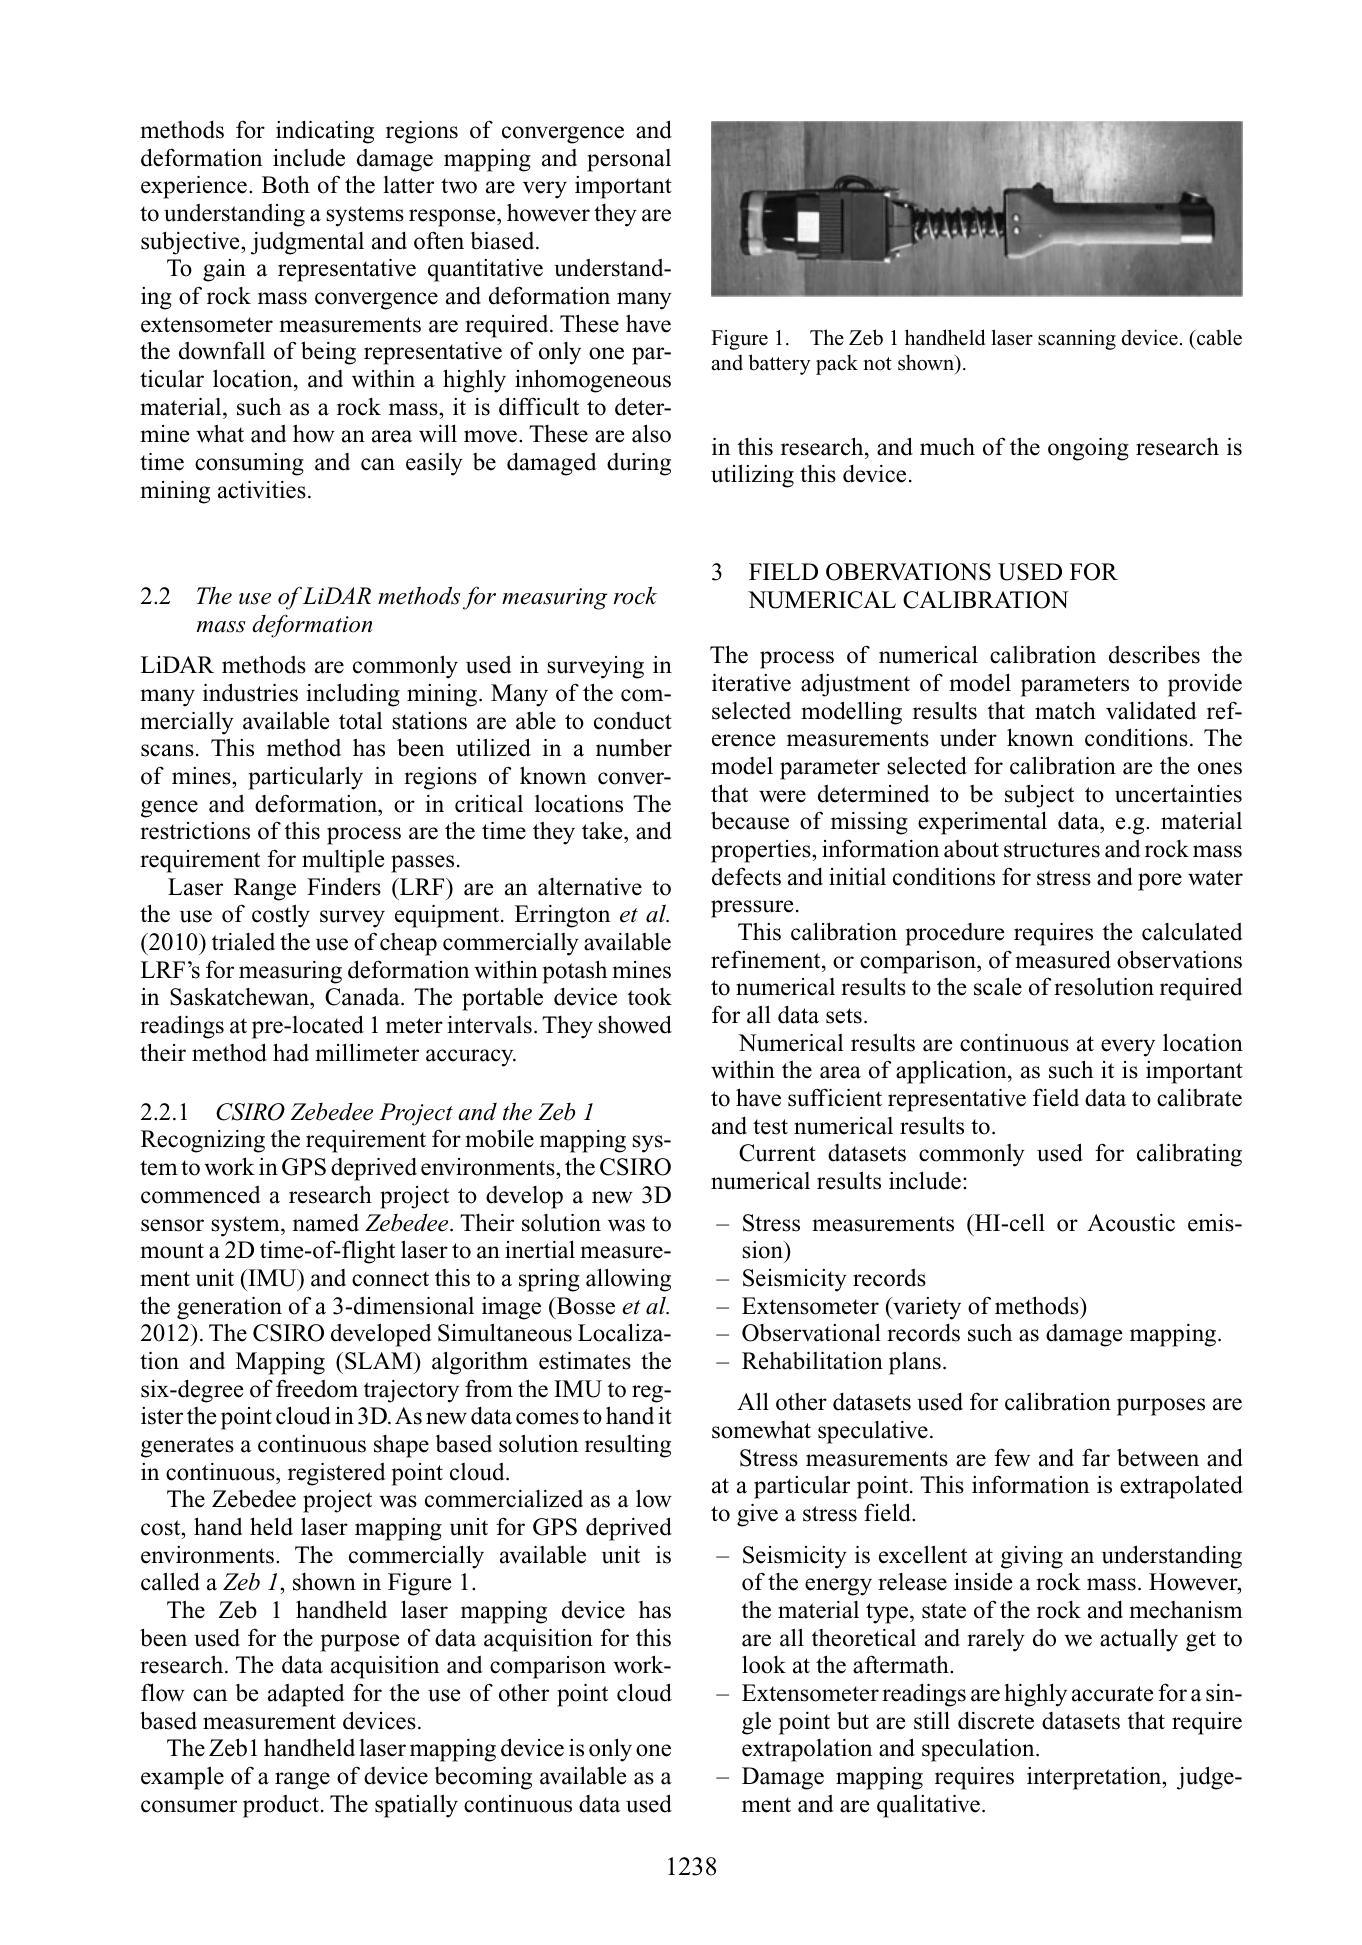 methods for indicating regions of convergence and
deformation include damage mapping and personal
experience. Both of the latter two are very important
to understanding a systems response, however they are
subjective, judgmental and often biased.
To gain a representative quantitative understand-
ing of rock mass convergence and deformation many
extensometer measurements are required. These have
the downfall of being representative of only one par-
ticular location, and within a highly inhomogeneous
material, such as a rock mass, it is difficult to deter-
mine what and how an area will move. These are also
time consuming and can easily be damaged during
mining activities.
2.2 The use of LiDAR methods for measuring rock
mass deformation
LiDAR methods are commonly used in surveying in
many industries including mining. Many of the com-
mercially available total stations are able to conduct
scans. This method has been utilized in a number
of mines, particularly in regions of known conver-
gence and deformation, or in critical locations The
restrictions of this process are the time they take, and
requirement for multiple passes.
Laser Range Finders (LRF) are an alternative to
the use of costly survey equipment. Errington et al.
(2010) trialed the use of cheap commercially available
LRF’s for measuring deformation within potash mines
in Saskatchewan, Canada. The portable device took
readings at pre-located 1 meter intervals. They showed
their method had millimeter accuracy.
2.2.1 CSIRO Zebedee Project and the Zeb 1
Recognizing the requirement for mobile mapping sys-
tem to work in GPS deprived environments, the CSIRO
commenced a research project to develop a new 3D
sensor system, named Zebedee. Their solution was to
mount a 2D time-of-flight laser to an inertial measure-
ment unit (IMU) and connect this to a spring allowing
the generation of a 3-dimensional image (Bosse et al.
2012). The CSIRO developed Simultaneous Localiza-
tion and Mapping (SLAM) algorithm estimates the
six-degree of freedom trajectory from the IMU to reg-
ister the point cloud in 3D. As new data comes to hand it
generates a continuous shape based solution resulting
in continuous, registered point cloud.
The Zebedee project was commercialized as a low
cost, hand held laser mapping unit for GPS deprived
environments. The commercially available unit is
called a Zeb 1, shown in Figure 1.
The Zeb 1 handheld laser mapping device has
been used for the purpose of data acquisition for this
research. The data acquisition and comparison work-
flow can be adapted for the use of other point cloud
based measurement devices.
The Zeb1 handheld laser mapping device is only one
example of a range of device becoming available as a
consumer product. The spatially continuous data used
Figure 1. The Zeb 1 handheld laser scanning device. (cable
and battery pack not shown).
in this research, and much of the ongoing research is
utilizing this device.
3 FIELD OBERVATIONS USED FOR
NUMERICAL CALIBRATION
The process of numerical calibration describes the
iterative adjustment of model parameters to provide
selected modelling results that match validated ref-
erence measurements under known conditions. The
model parameter selected for calibration are the ones
that were determined to be subject to uncertainties
because of missing experimental data, e.g. material
properties, information about structures and rock mass
defects and initial conditions for stress and pore water
pressure.
This calibration procedure requires the calculated
refinement, or comparison, of measured observations
to numerical results to the scale of resolution required
for all data sets.
Numerical results are continuous at every location
within the area of application, as such it is important
to have sufficient representative field data to calibrate
and test numerical results to.
Current datasets commonly used for calibrating
numerical results include:
– Stress measurements (HI-cell or Acoustic emis-
sion)
– Seismicity records
– Extensometer (variety of methods)
– Observational records such as damage mapping.
– Rehabilitation plans.
All other datasets used for calibration purposes are
somewhat speculative.
Stress measurements are few and far between and
at a particular point. This information is extrapolated
to give a stress field.
– Seismicity is excellent at giving an understanding
of the energy release inside a rock mass. However,
the material type, state of the rock and mechanism
are all theoretical and rarely do we actually get to
look at the aftermath.
– Extensometer readings are highly accurate for a sin-
gle point but are still discrete datasets that require
extrapolation and speculation.
– Damage mapping requires interpretation, judge-
ment and are qualitative.
1238